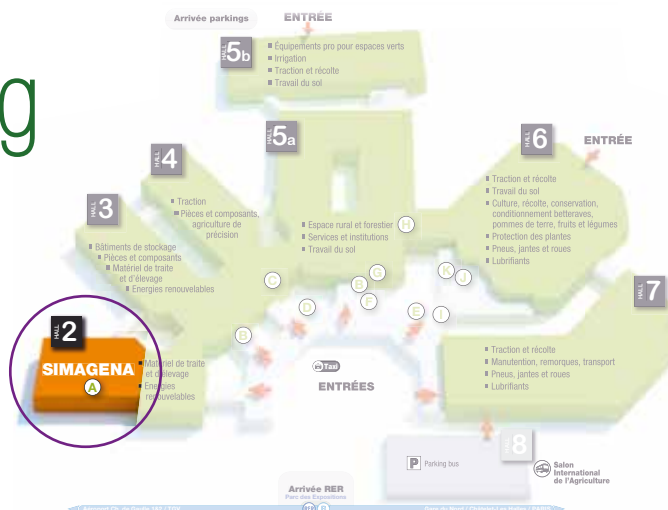 g
Arrivée parkings
ENTRÉE
HALL 5b
Équipements pro pour espaces verts
Irrigation
Traction et récolte
Travail du sol
HALL 5a
Espace rural et forestier
Services et institutions
Travail du sol
HALL 4
Traction
Pièces et composants,
agriculture de
précision
HALL 3
Bâtiments de stockage
Pièces et composants
Matériel de traite
et d'élevage
Energies renouvelables
HALL 6
ENTRÉE
Traction et récolte
Travail du sol
Culture, récolte, conservation,
conditionnement betteraves,
pommes de terre, fruits et légumes
Protection des plantes
Pneus, jantes et roues
Lubrifiants
H
G
K
J
C
B
F
D
E
I
B
HALL 2
SIMAGENA
A
Matériel de traite
et d'élevage
Energies
renouvelables
Taxi
ENTRÉES
HALL 7
Traction et récolte
Manutention, remorques, transport
Pneus, jantes et roues
Lubrifiants
HALL 8
P Parking bus
Salon
International
de l'Agriculture
Arrivée RER
Parc des Expositions